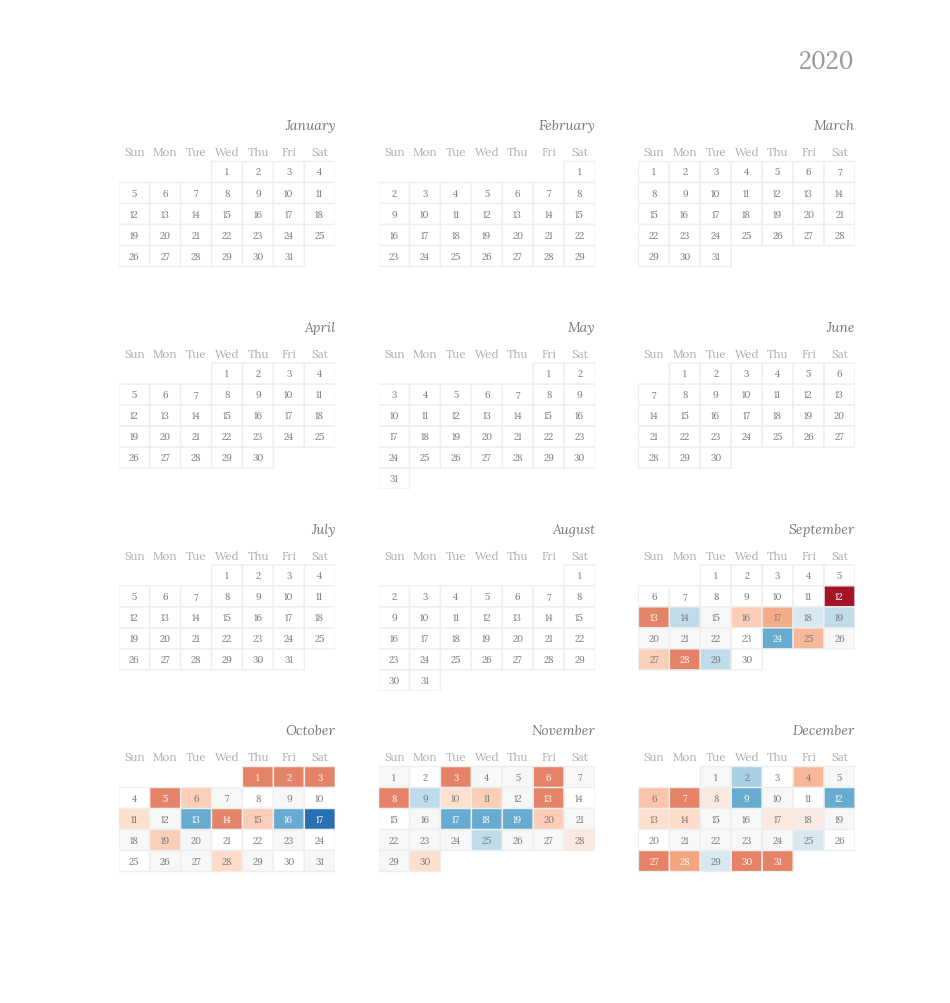 2020
January February March
Sun Mon Tue Wed Thu Fri Sat Sun Mon Tue Wed Thu Fri Sat Sun Mon Tue Wed Thu Fri Sat
1 2 3 4 1 1 2 3 4 5 6 7
5 6 7 8 9 10 11 2 3 4 5 6 7 8 8 9 10 11 12 13 14
12 13 14 15 16 17 18 9 10 11 12 13 14 15 15 16 17 18 19 20 21
19 20 21 22 23 24 25 16 17 18 19 20 21 22 22 23 24 25 26 27 28
26 27 28 29 30 31 23 24 25 26 27 28 29 29 30 31
April May June
Sun Mon Tue Wed Thu Fri Sat Sun Mon Tue Wed Thu Fri Sat Sun Mon Tue Wed Thu Fri Sat
1 2 3 4 1 2 1 2 3 4 5 6
5 6 7 8 9 10 11 3 4 5 6 7 8 9 7 8 9 10 11 12 13
12 13 14 15 16 17 18 10 11 12 13 14 15 16 14 15 16 17 18 19 20
19 20 21 22 23 24 25 17 18 19 20 21 22 23 21 22 23 24 25 26 27
26 27 28 29 30 24 25 26 27 28 29 30 28 29 30
31
July August September
Sun Mon Tue Wed Thu Fri Sat Sun Mon Tue Wed Thu Fri Sat Sun Mon Tue Wed Thu Fri Sat
1 2 3 4 1 1 2 3 4 5
5 6 7 8 9 10 11 2 3 4 5 6 7 8 6 7 8 9 10 11 12
12 13 14 15 16 17 18 9 10 11 12 13 14 15 13 14 15 16 17 18 19
19 20 21 22 23 24 25 16 17 18 19 20 21 22 20 21 22 23 24 25 26
26 27 28 29 30 31 23 24 25 26 27 28 29 27 28 29 30
30 31
October November December
Sun Mon Tue Wed Thu Fri Sat Sun Mon Tue Wed Thu Fri Sat Sun Mon Tue Wed Thu Fri Sat
1 2 3 1 2 3 4 5 6 7 1 2 3 4 5
4 5 6 7 8 9 10 8 9 10 11 12 13 14 6 7 8 9 10 11 12
11 12 13 14 15 16 17 15 16 17 18 19 20 21 13 14 15 16 17 18 19
18 19 20 21 22 23 24 22 23 24 25 26 27 28 20 21 22 23 24 25 26
25 26 27 28 29 30 31 29 30 27 28 29 30 31